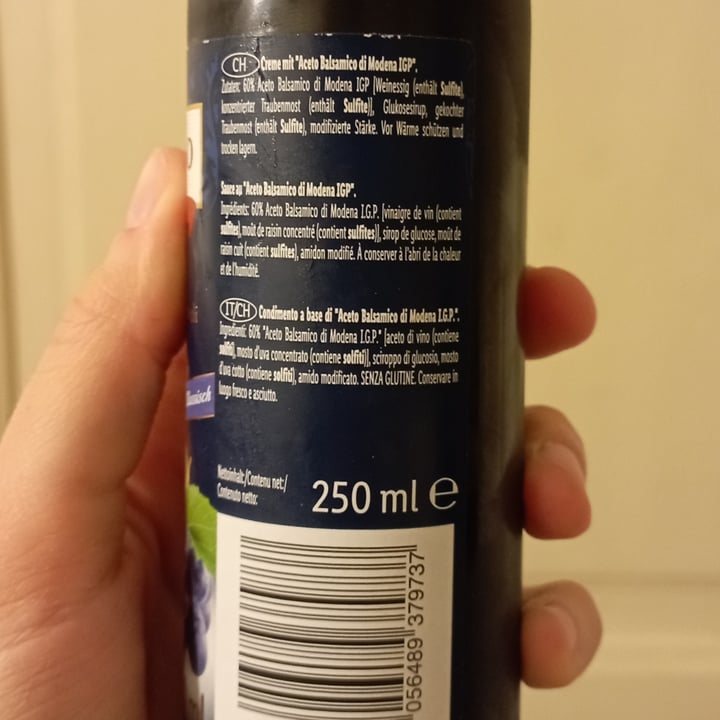 CH Creme mit "Aceto Balsamico di Modena IGP".
Zutaten: 60% Aceto Balsamico di Modena IGP [Weinessig (enthält Sulfite),
konzentrierter Traubenmost (enthält Sulfite)], Glukosesirup, gekochter
Traubenmost (enthält Sulfite), modifizierte Stärke. Vor Wärme schützen und
trocken lagern.
Sauce au "Aceto Balsamico di Modena IGP".
Ingrédients: 60% Aceto Balsamico di Modena I.G.P. [vinaigre de vin (contient
sulfites), moût de raisin concentré (contient sulfites)], sirop de glucose, moût de
raisin cuit (contient sulfites), amidon modifié. À conserver à l'abri de la chaleur
et de l'humidité.
IT/CH Condimento a base di "Aceto Balsamico di Modena I.G.P.".
Ingredienti: 60% "Aceto Balsamico di Modena I.G.P." [aceto di vino (contiene
solfiti), mosto d'uva concentrato (contiene solfiti)], sciroppo di glucosio, mosto
d'uva cotto (contiene solfiti), amido modificato. SENZA GLUTINE. Conservare in
luogo fresco e asciutto.
Nettoinhalt:/Contenu net:/
Contenuto netto:
250 ml e
056489 379737